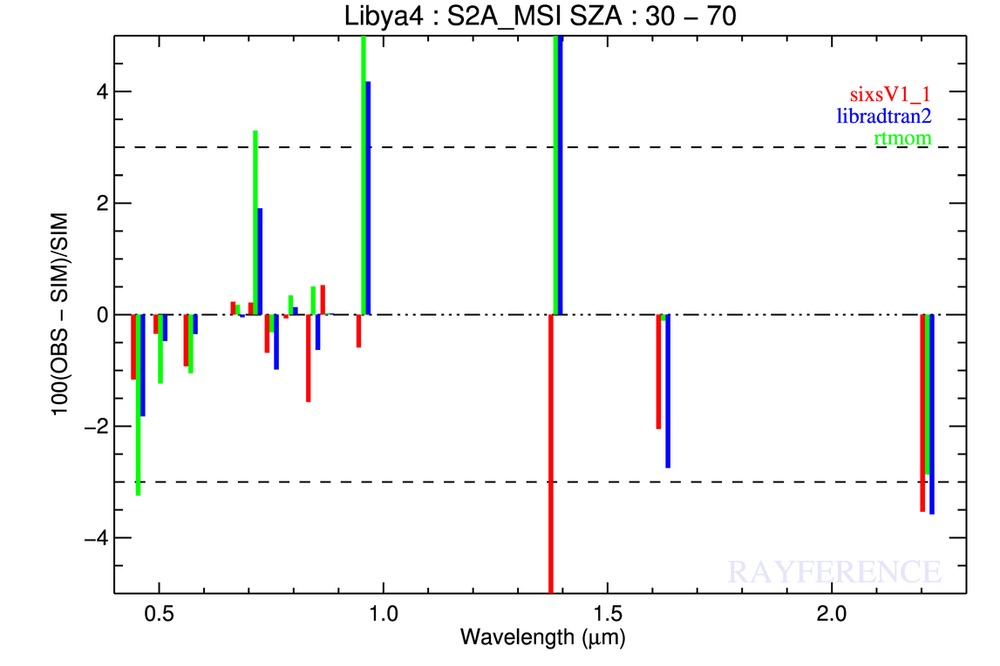 Libya4 : S2A_MSI SZA : 30 − 70
sixsV1_1
libradtran2
rtmom
4
2
0
−2
−4
100(OBS − SIM)/SIM
RAYFERENCE
0.5 1.0 1.5 2.0
Wavelength (μm)